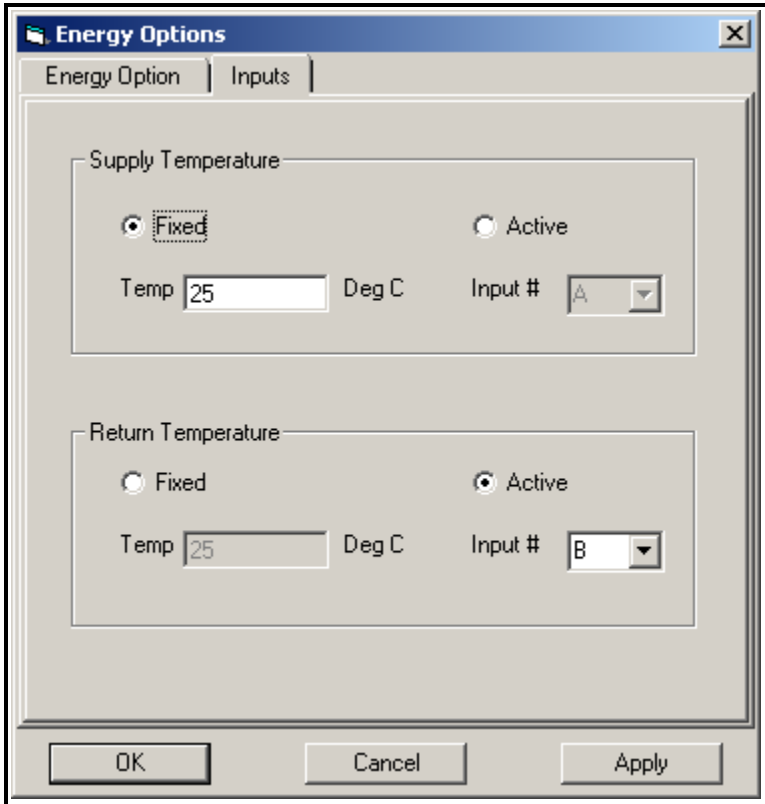 Energy Options
Energy Option Inputs
Supply Temperature
Fixed Active
Temp 25 Deg C Input # A
Return Temperature
Fixed Active
Temp 25 Deg C Input # B
OK Cancel Apply